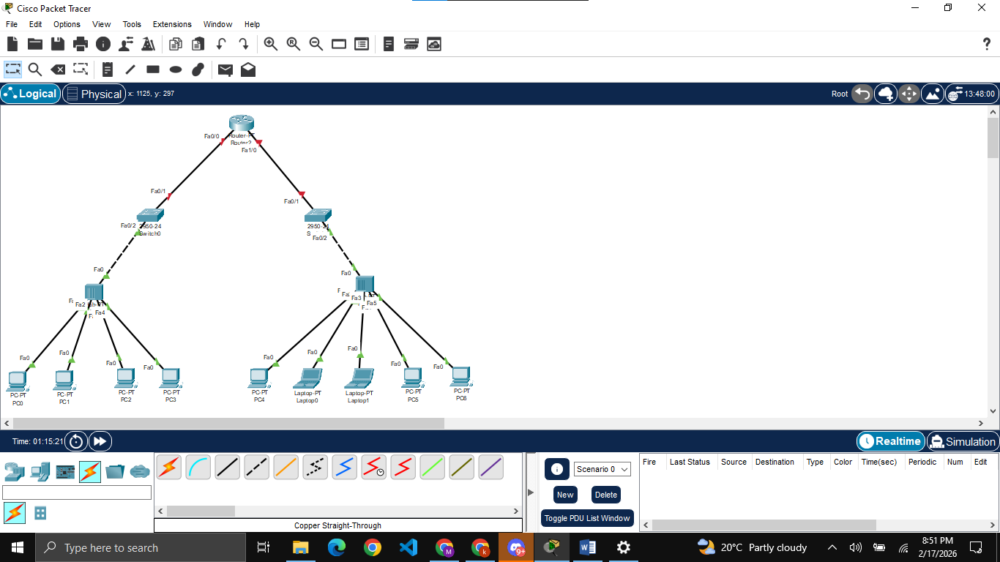 Cisco Packet Tracer
File Edit Options View Tools Extensions Window Help
Logical Physical x: 1125, y: 297 Root 13:48:00
Fa0/0
Router-PT
Router2
Fa1/0
Fa0/1
Fa0/1
Fa0/2
2950-24
Switch0
2950-24
Fa0/2
Fa0
Fa0
Fa2
Fa4
Fa3
Fa5
Fa0 Fa0 Fa0 Fa0 Fa0 Fa0 Fa0 Fa0 Fa0
PC-PT
PC0
PC-PT
PC1
PC-PT
PC2
PC-PT
PC3
PC-PT
PC4
Laptop-PT
Laptop0
Laptop-PT
Laptop1
PC-PT
PC5
PC-PT
PC6
Time: 01:15:21 Realtime Simulation
Scenario 0
New Delete
Toggle PDU List Window
Fire Last Status Source Destination Type Color Time(sec) Periodic Num Edit
Copper Straight-Through
Type here to search
9+
20°C Partly cloudy
8:51 PM
2/17/2026